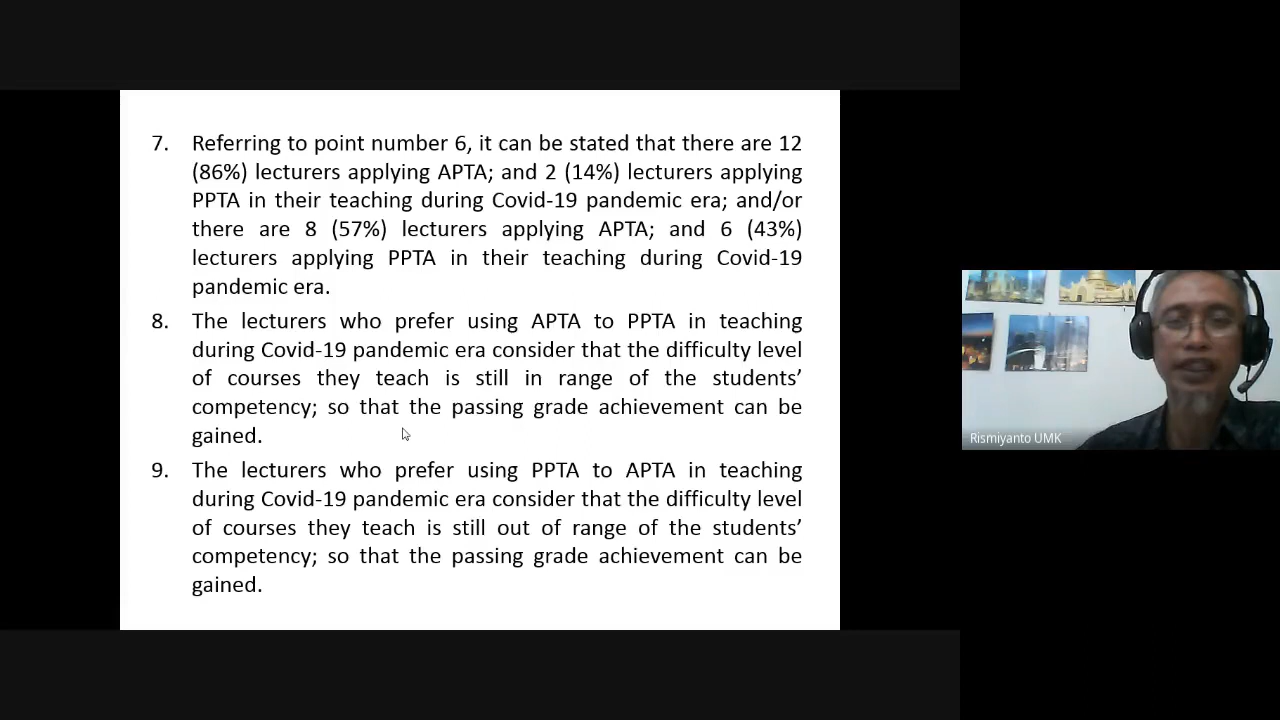 7. Referring to point number 6, it can be stated that there are 12
(86%) lecturers applying APTA; and 2 (14%) lecturers applying
PPTA in their teaching during Covid-19 pandemic era; and/or
there are 8 (57%) lecturers applying APTA; and 6 (43%)
lecturers applying PPTA in their teaching during Covid-19
pandemic era.
8. The lecturers who prefer using APTA to PPTA in teaching
during Covid-19 pandemic era consider that the difficulty level
of courses they teach is still in range of the students’
competency; so that the passing grade achievement can be
gained.
9. The lecturers who prefer using PPTA to APTA in teaching
during Covid-19 pandemic era consider that the difficulty level
of courses they teach is still out of range of the students’
competency; so that the passing grade achievement can be
gained.
Rismiyanto UMK